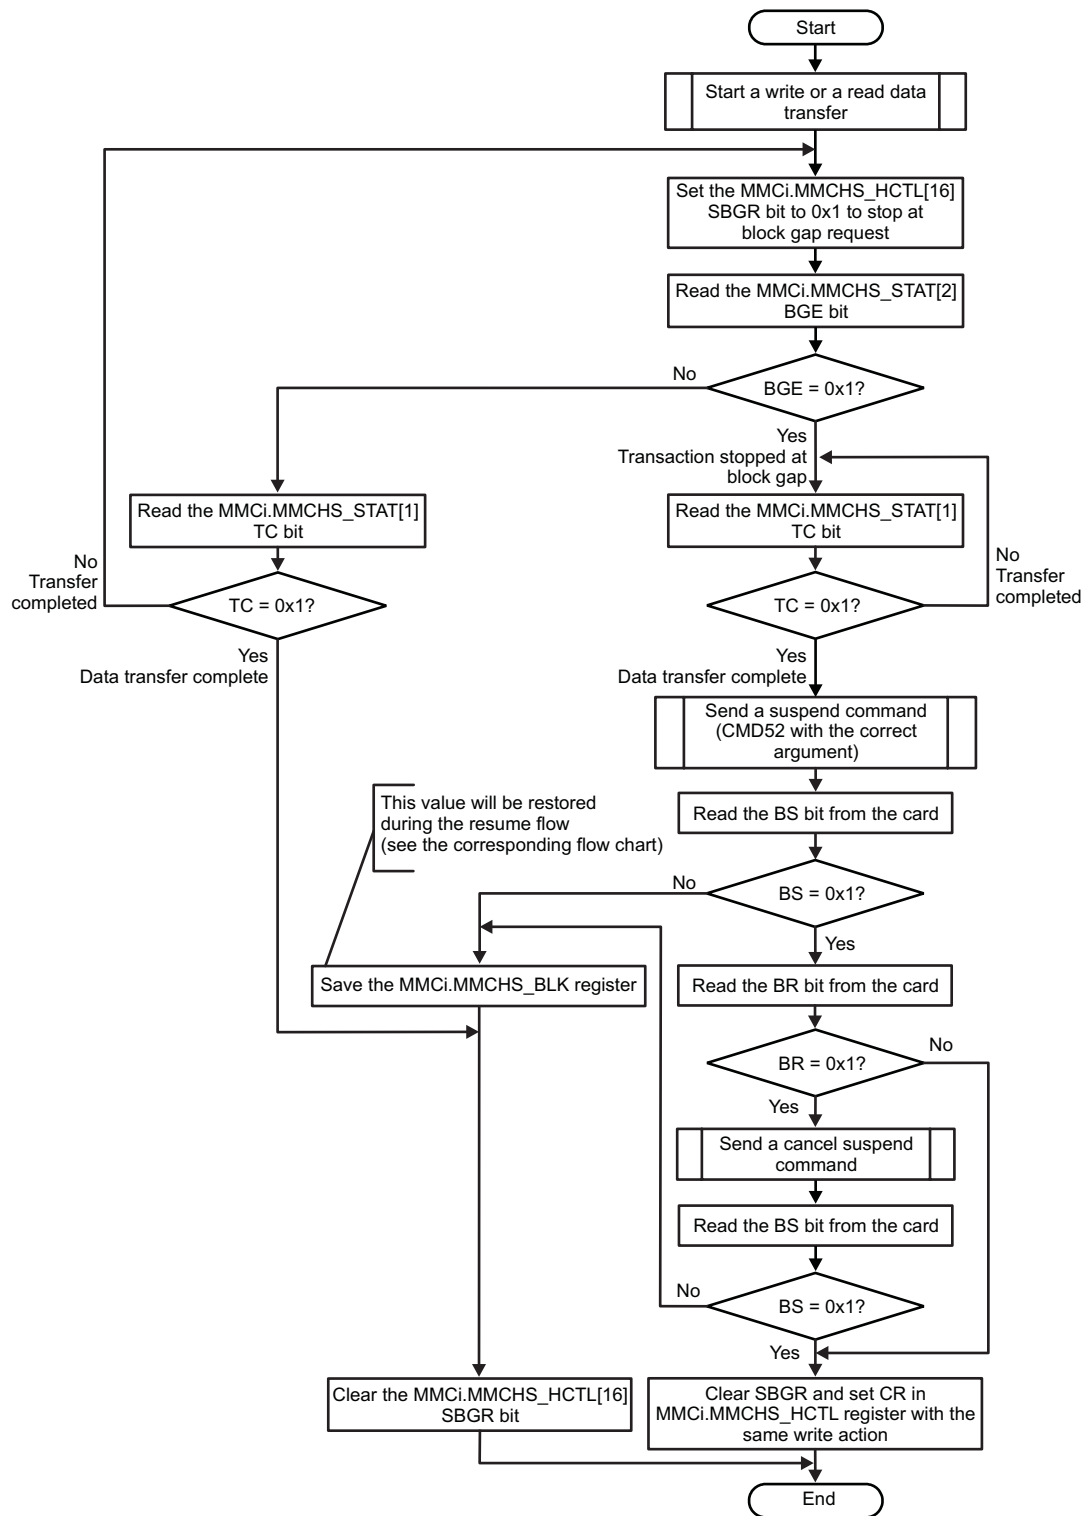 Start
Start a write or a read data
transfer
Set the MMCi.MMCHS_HCTL[16]
SBGR bit to 0x1 to stop at
block gap request
Read the MMCi.MMCHS_STAT[2]
BGE bit
No
BGE = 0x1?
Yes
Transaction stopped at
block gap
Read the MMCi.MMCHS_STAT[1]
TC bit
Read the MMCi.MMCHS_STAT[1]
TC bit
No
Transfer
completed
TC = 0x1?
TC = 0x1?
No
Transfer
completed
Yes
Data transfer complete
Yes
Data transfer complete
Send a suspend command
(CMD52 with the correct
argument)
This value will be restored
during the resume flow
(see the corresponding flow chart)
Read the BS bit from the card
No
BS = 0x1?
Yes
Save the MMCi.MMCHS_BLK register
Read the BR bit from the card
BR = 0x1?
No
Yes
Send a cancel suspend
command
Read the BS bit from the card
No
BS = 0x1?
Yes
Clear the MMCi.MMCHS_HCTL[16]
SBGR bit
Clear SBGR and set CR in
MMCi.MMCHS_HCTL register with the
same write action
End